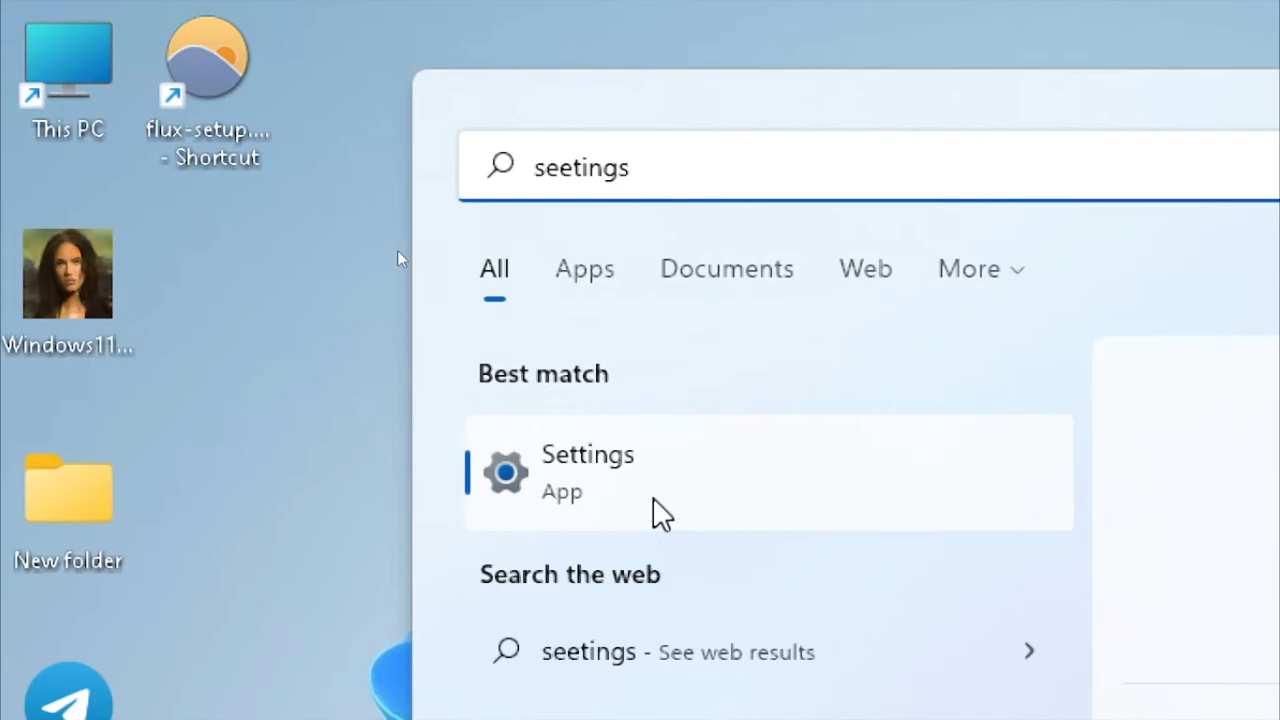 This PC
flux-setup....
- Shortcut
Windows11...
New folder
seetings
All Apps Documents Web More
Best match
Settings
App
Search the web
seetings - See web results